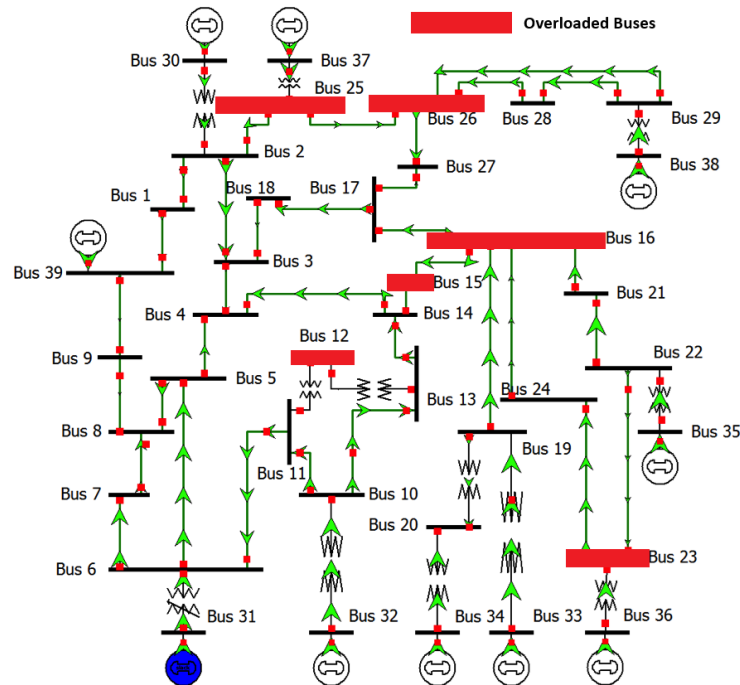 Overloaded Buses
Bus 30
Bus 37
Bus 25
Bus 26
Bus 28
Bus 29
Bus 2
Bus 27
Bus 38
Bus 18
Bus 17
Bus 1
Bus 16
Bus 3
Bus 39
Bus 15
Bus 21
Bus 4
Bus 14
Bus 12
Bus 9
Bus 22
Bus 5
Bus 24
Bus 13
Bus 8
Bus 35
Bus 19
Bus 11
Bus 7
Bus 10
Bus 20
Bus 23
Bus 6
Bus 31
Bus 32
Bus 34
Bus 33
Bus 36